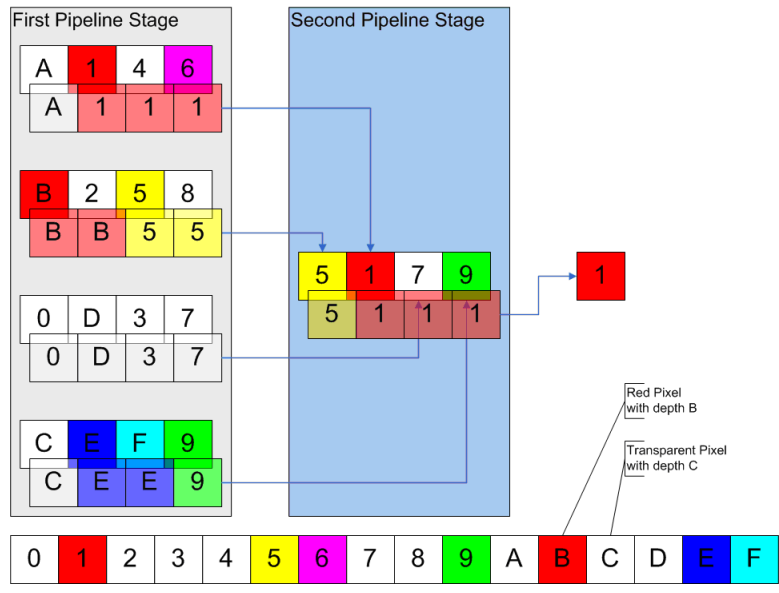 First Pipeline Stage
Second Pipeline Stage
A 1 4 6
A 1 1 1
B 2 5 8
B B 5 5
5 1 7 9
1
5 1 1 1
0 D 3 7
0 D 3 7
C E F 9
C E E 9
Red Pixel
with depth B
Transparent Pixel
with depth C
0 1 2 3 4 5 6 7 8 9 A B C D E F